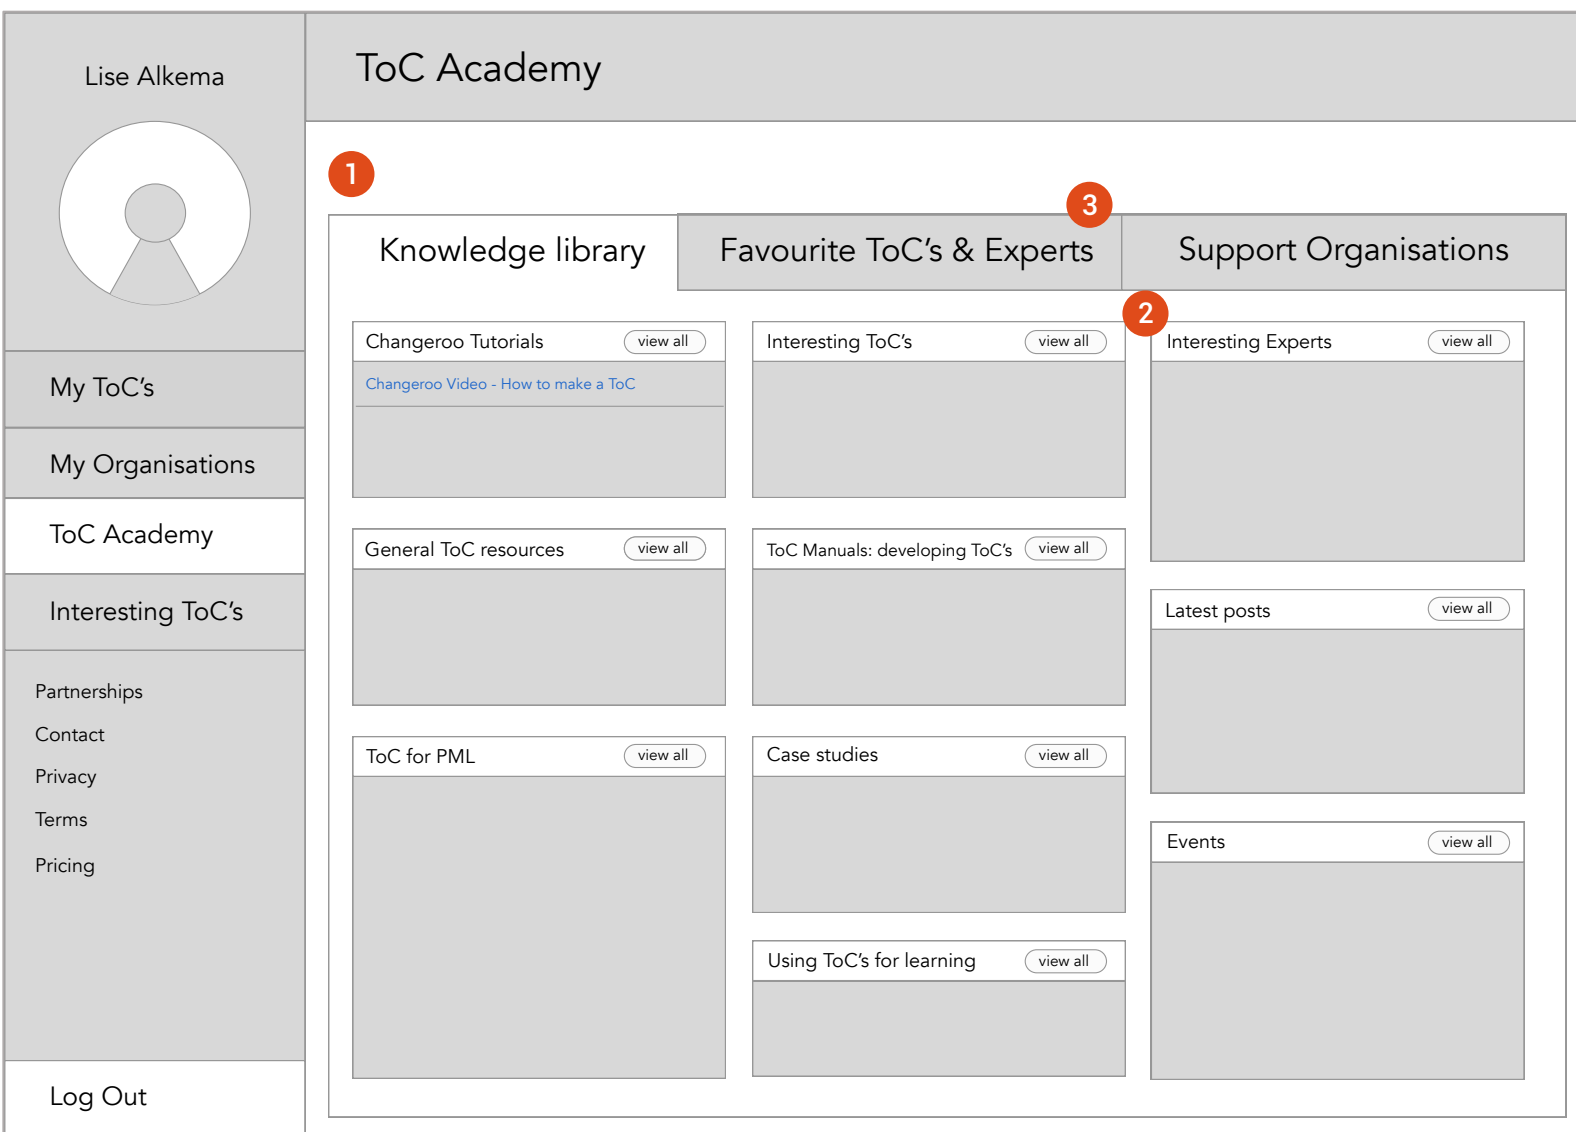 Lise Alkema
My ToC's
My Organisations
ToC Academy
Interesting ToC's
Partnerships
Contact
Privacy
Terms
Pricing
Log Out
ToC Academy
1
3
Knowledge library
Favourite ToC's & Experts
Support Organisations
2
Changeroo Tutorials
view all
Changeroo Video - How to make a ToC
General ToC resources
view all
ToC for PML
view all
Interesting ToC's
view all
ToC Manuals: developing ToC's
view all
Case studies
view all
Using ToC's for learning
view all
Interesting Experts
view all
Latest posts
view all
Events
view all